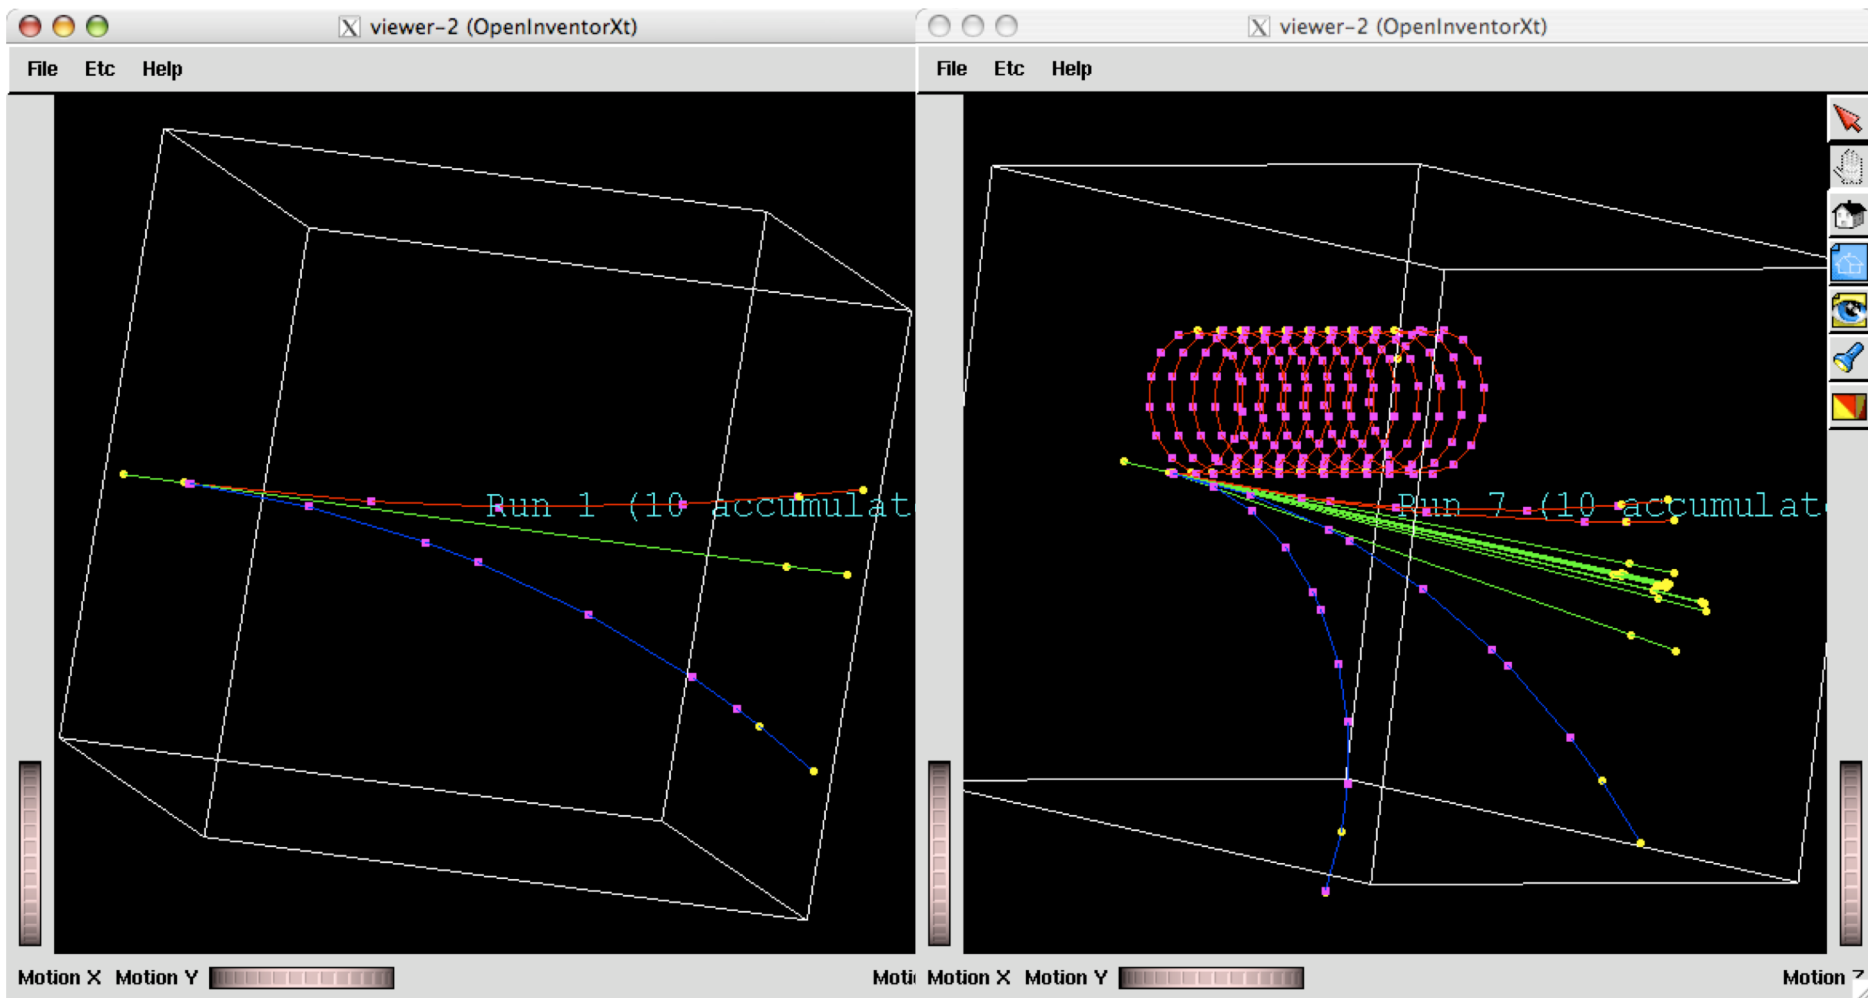 viewer-2 (OpenInventorXt)
File Etc Help
Run 1 (10 accumulat
Motion X Motion Y
viewer-2 (OpenInventorXt)
File Etc Help
Run 7 (10 accumulat
Motion X Motion Y
Motion